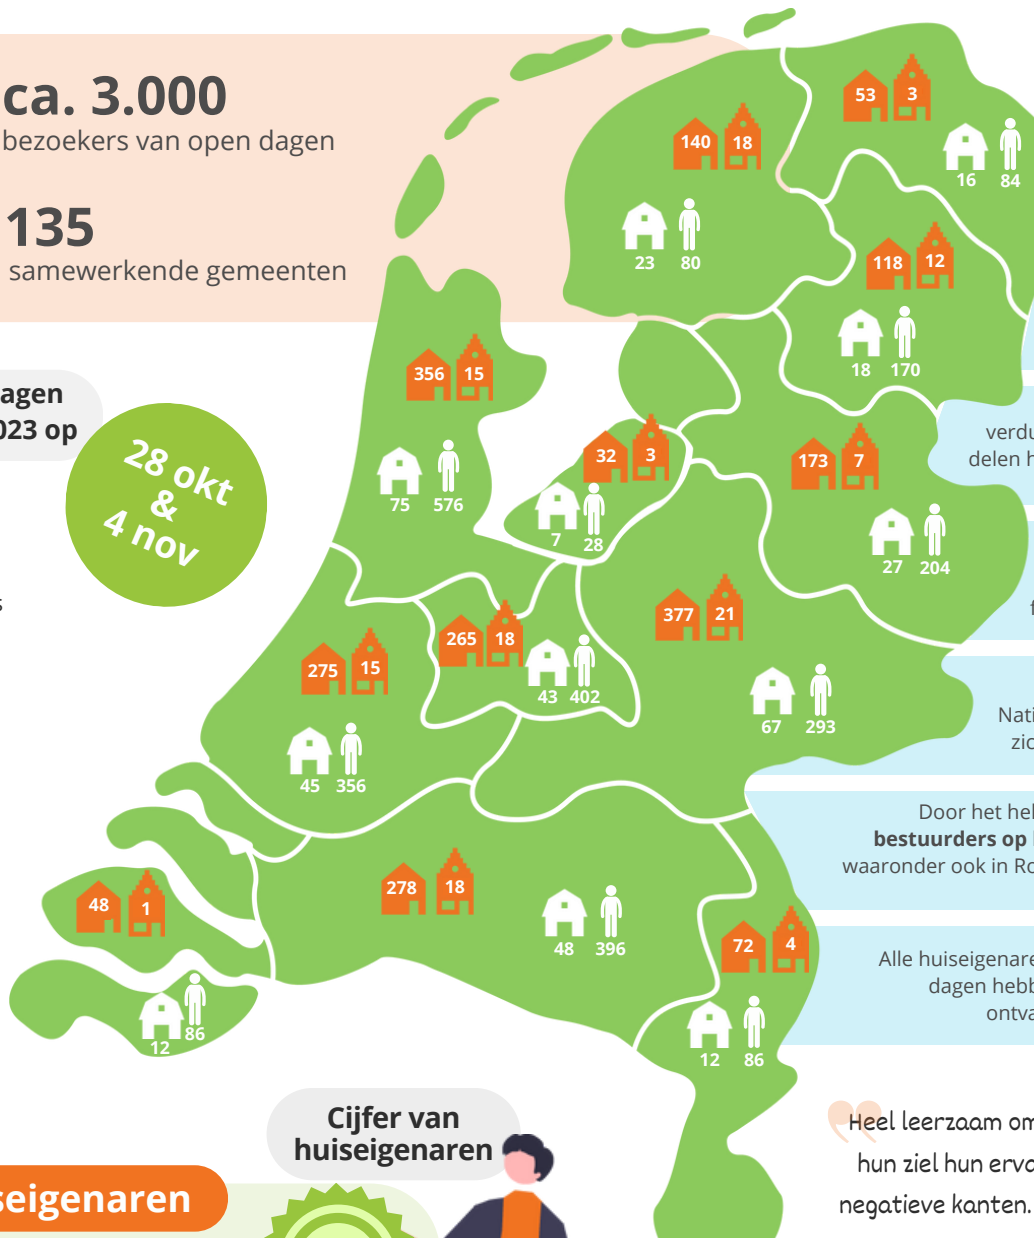 ca. 3.000
bezoekers van open dagen
135
samewerkende gemeenten
agen
023 op
28 okt
&
4 nov
53 3
16 84
140 18
23 80
118 12
18 170
356 15
75 576
32 3
7 28
173 7
27 204
377 21
67 293
265 18
43 402
275 15
45 356
278 18
48 396
48 1
12 86
72 4
12 86
verdu
delen h
f
Nati
zic
Door het hel
bestuurders op
waaronder ook in Ro
Alle huiseigenare
dagen hebb
ontva
Cijfer van
huiseigenaren
seigenaren
Heel leerzaam om
hun ziel hun ervo
negatieve kanten.